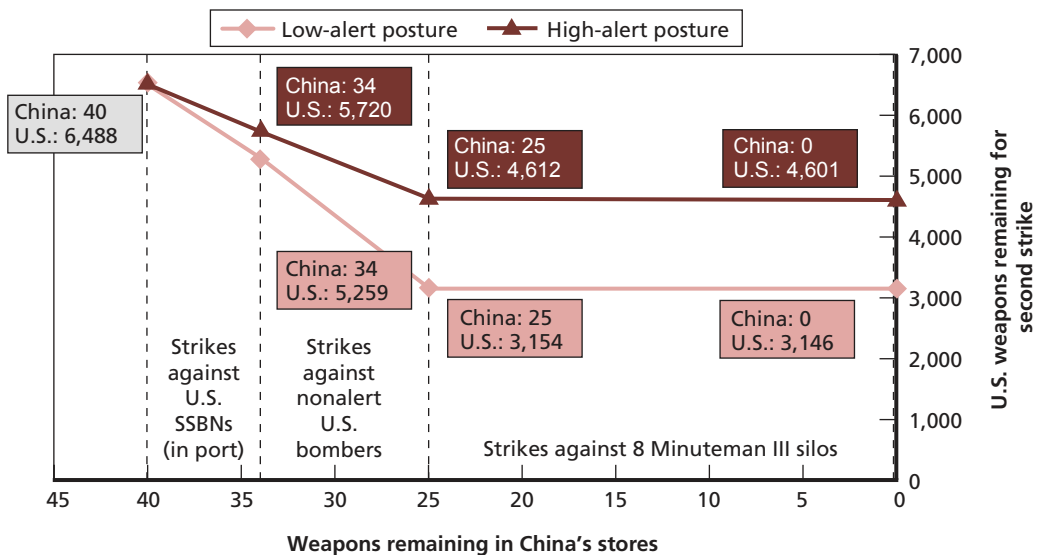 Low-alert posture
High-alert posture
China: 40
U.S.: 6,488
China: 34
U.S.: 5,720
China: 25
U.S.: 4,612
China: 0
U.S.: 4,601
China: 34
U.S.: 5,259
China: 25
U.S.: 3,154
China: 0
U.S.: 3,146
Strikes
against
U.S.
SSBNs
(in port)
Strikes
against
nonalert
U.S.
bombers
Strikes against 8 Minuteman III silos
7,000
6,000
5,000
4,000
3,000
2,000
1,000
0
U.S. weapons remaining for
second strike
45
40
35
30
25
20
15
10
5
0
Weapons remaining in China's stores